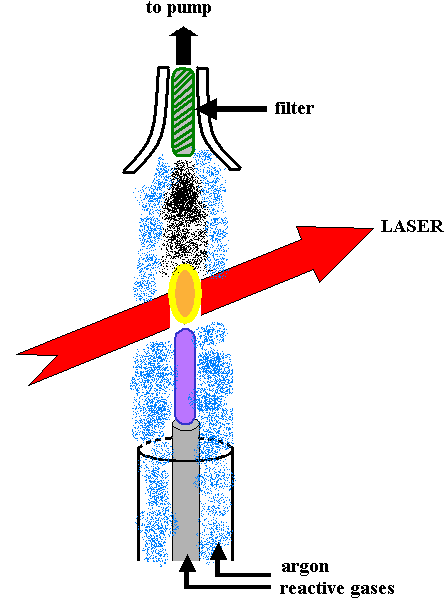 to pump
filter
LASER
argon
reactive gases